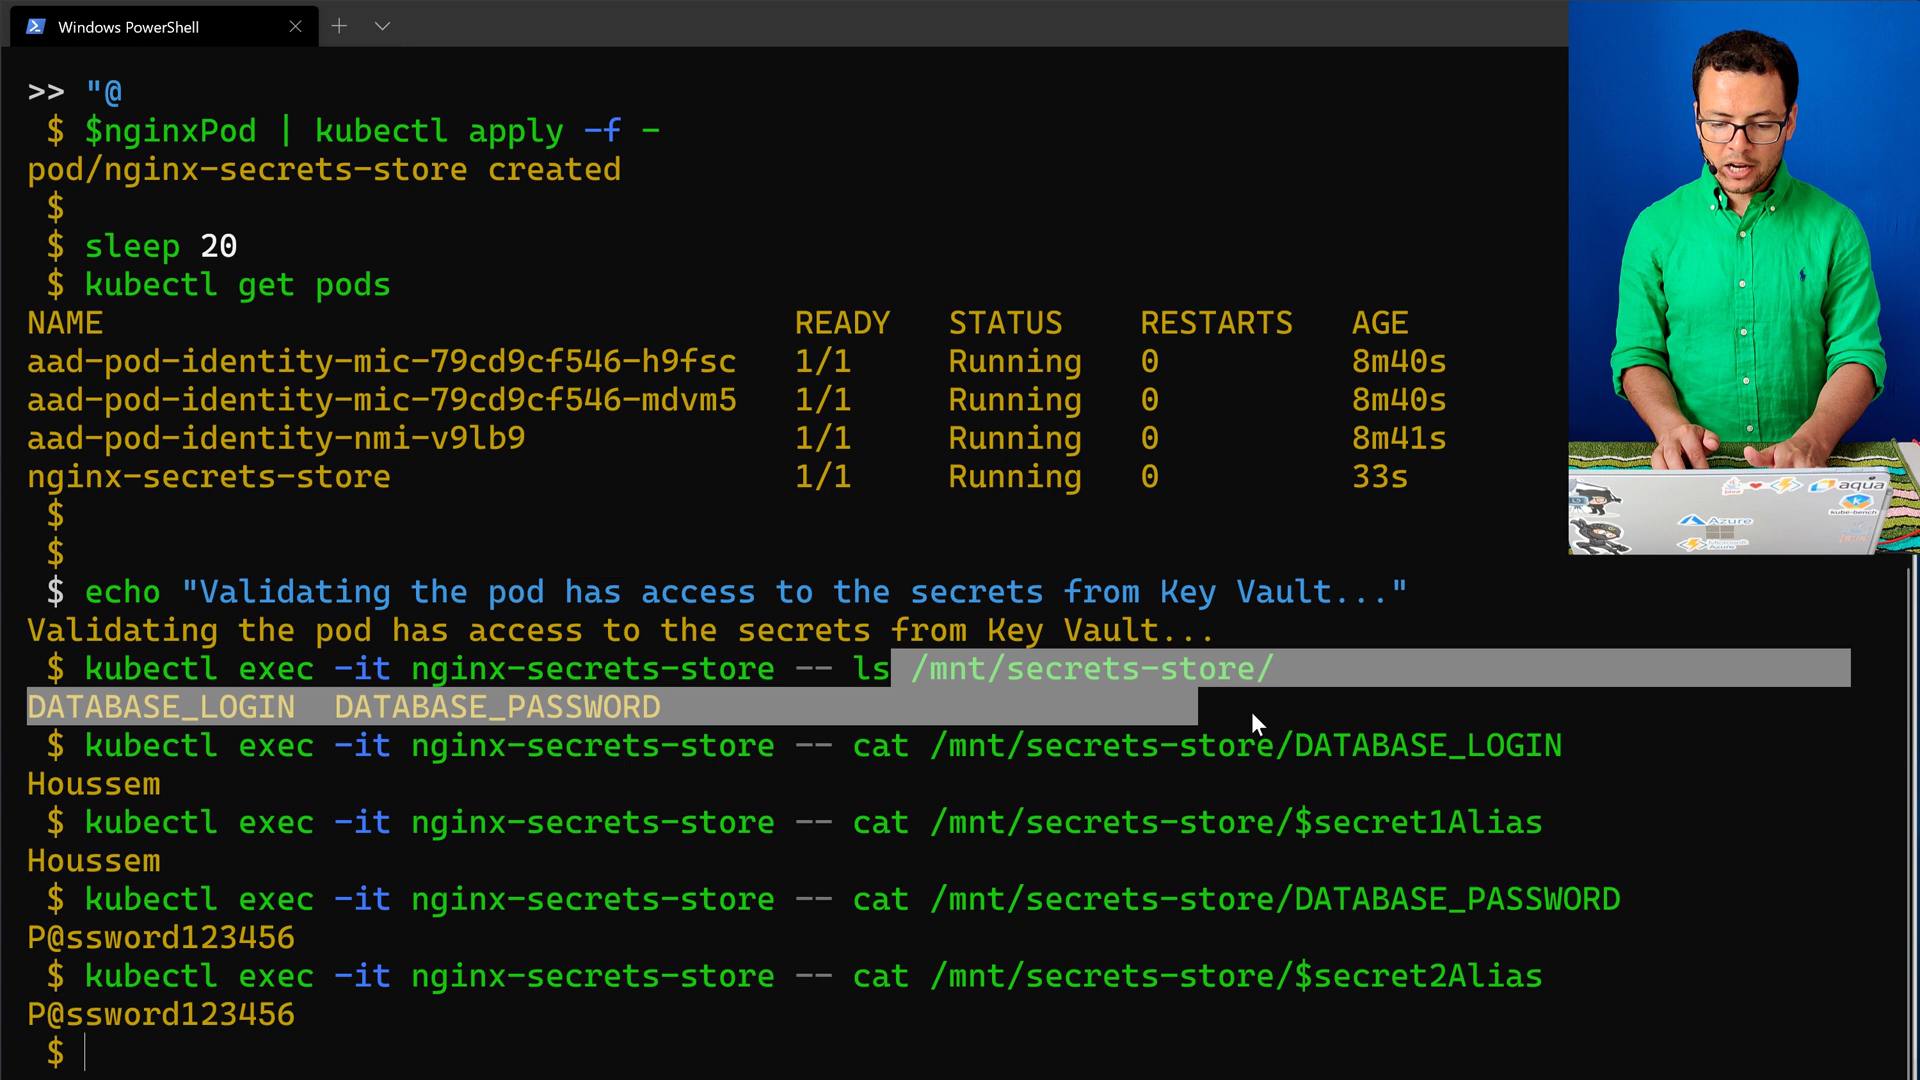 Windows PowerShell
>> "@
$ $nginxPod | kubectl apply -f -
pod/nginx-secrets-store created
$
$ sleep 20
$ kubectl get pods
NAME READY STATUS RESTARTS AGE
aad-pod-identity-mic-79cd9cf546-h9fsc 1/1 Running 0 8m40s
aad-pod-identity-mic-79cd9cf546-mdvm5 1/1 Running 0 8m40s
aad-pod-identity-nmi-v9lb9 1/1 Running 0 8m41s
nginx-secrets-store 1/1 Running 0 33s
$
$
$ echo "Validating the pod has access to the secrets from Key Vault..."
Validating the pod has access to the secrets from Key Vault...
$ kubectl exec -it nginx-secrets-store -- ls /mnt/secrets-store/
DATABASE_LOGIN DATABASE_PASSWORD
$ kubectl exec -it nginx-secrets-store -- cat /mnt/secrets-store/DATABASE_LOGIN
Houssem
$ kubectl exec -it nginx-secrets-store -- cat /mnt/secrets-store/$secret1Alias
Houssem
$ kubectl exec -it nginx-secrets-store -- cat /mnt/secrets-store/DATABASE_PASSWORD
P@ssword123456
$ kubectl exec -it nginx-secrets-store -- cat /mnt/secrets-store/$secret2Alias
P@ssword123456
$
aqua
kube-bench
Azure
Microsoft
Azure